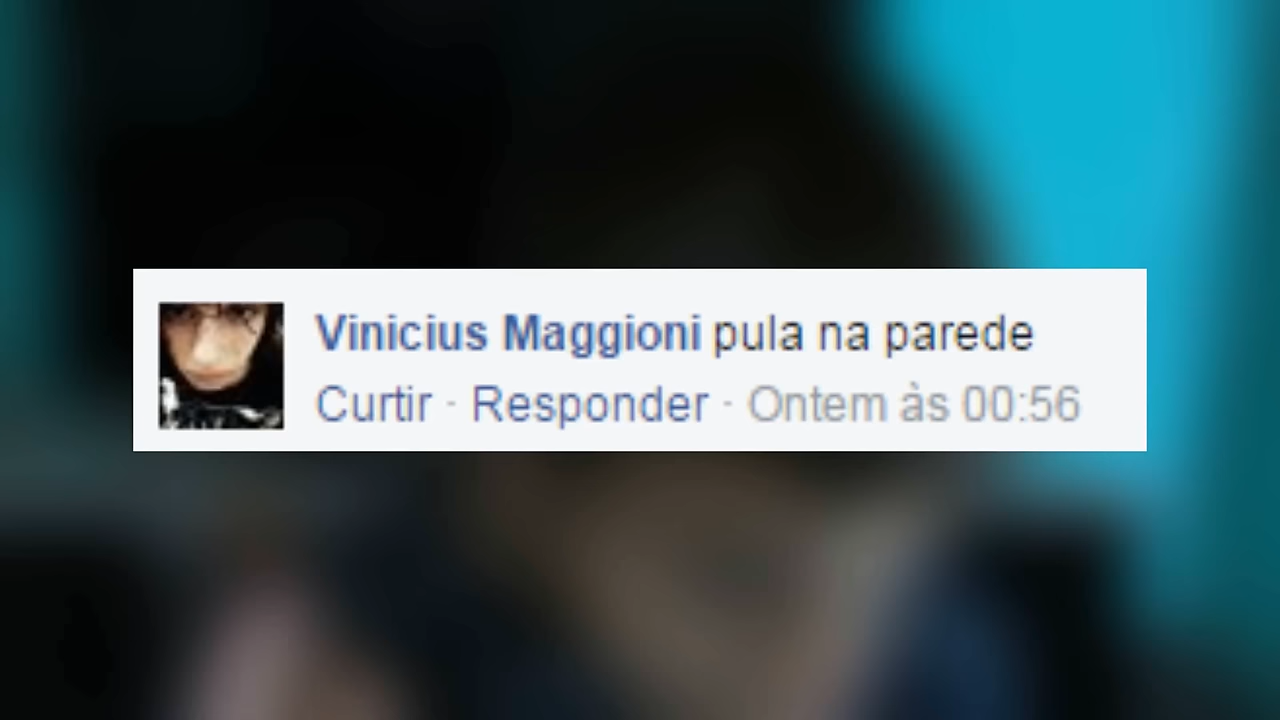 Vinicius Maggioni pula na parede
Curtir · Responder · Ontem às 00:56